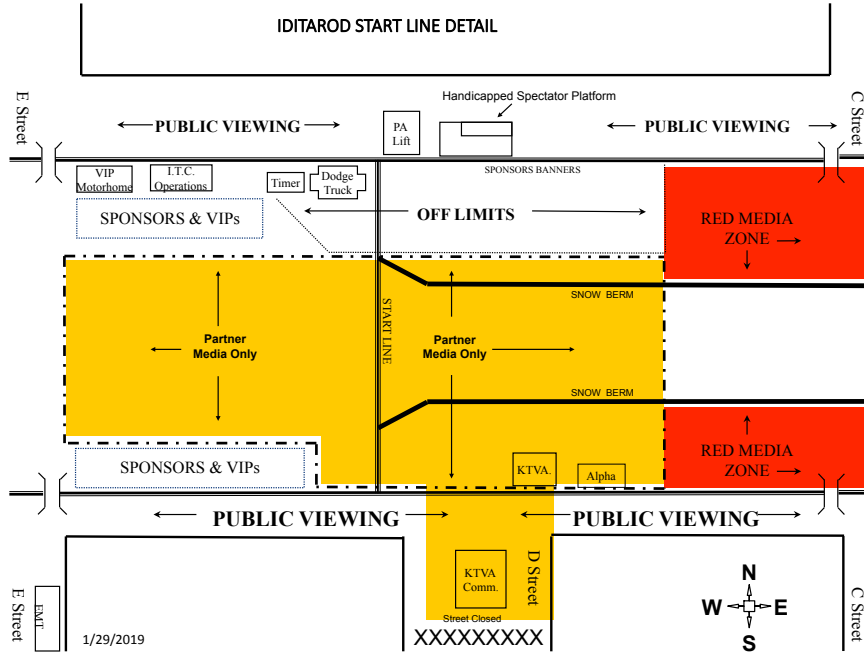 IDITAROD START LINE DETAIL
E Street
C Street
Handicapped Spectator Platform
PUBLIC VIEWING
PA
Lift
PUBLIC VIEWING
SPONSORS BANNERS
VIP
Motorhome
I.T.C.
Operations
Timer
Dodge
Truck
SPONSORS & VIPs
OFF LIMITS
RED MEDIA
ZONE
SNOW BERM
START LINE
Partner
Media Only
Partner
Media Only
SNOW BERM
RED MEDIA
ZONE
SPONSORS & VIPs
KTVA.
Alpha
PUBLIC VIEWING
PUBLIC VIEWING
E Street
EMT
KTVA
Comm.
D Street
Street Closed
XXXXXXXXX
N
W
E
S
C Street
1/29/2019